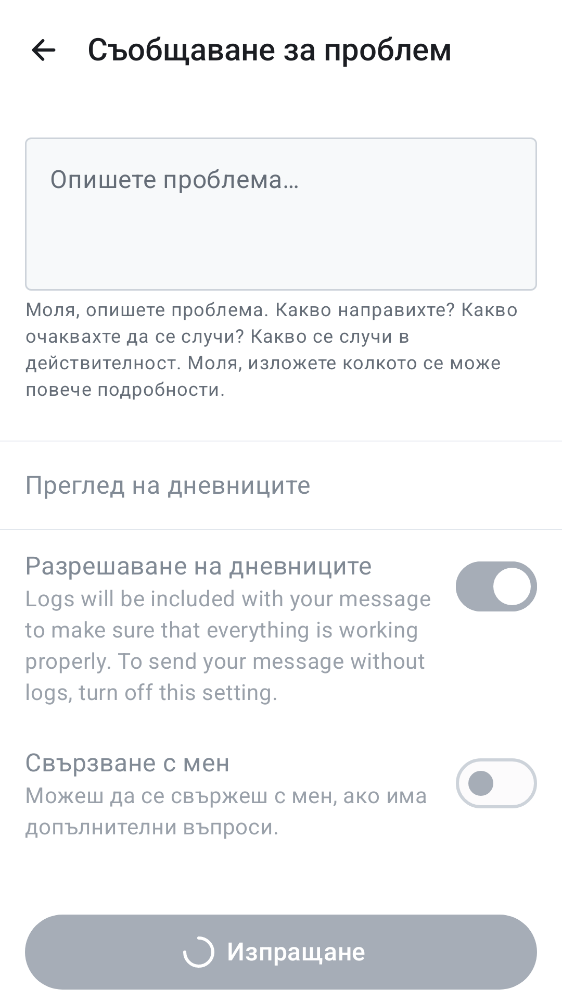 Съобщаване за проблем
Опишете проблема…
Моля, опишете проблема. Какво направихте? Какво
очаквахте да се случи? Какво се случи в
действителност. Моля, изложете колкото се може
повече подробности.
Преглед на дневниците
Разрешаване на дневниците
Logs will be included with your message
to make sure that everything is working
properly. To send your message without
logs, turn off this setting.
Свързване с мен
Можеш да се свържеш с мен, ако има
допълнителни въпроси.
Изпращане